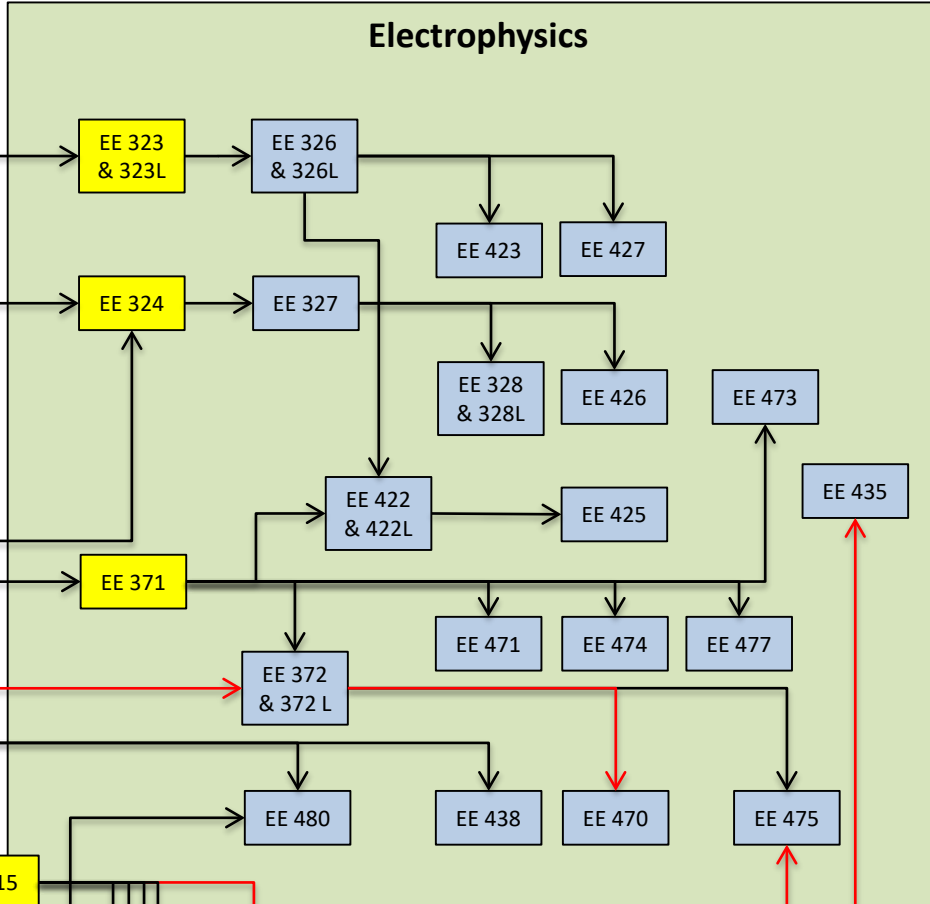 Electrophysics
EE 323
& 323L
EE 326
& 326L
EE 423
EE 427
EE 324
EE 327
EE 328
& 328L
EE 426
EE 473
EE 435
EE 422
& 422L
EE 425
EE 371
EE 471
EE 474
EE 477
EE 372
& 372 L
EE 480
EE 438
EE 470
EE 475
15